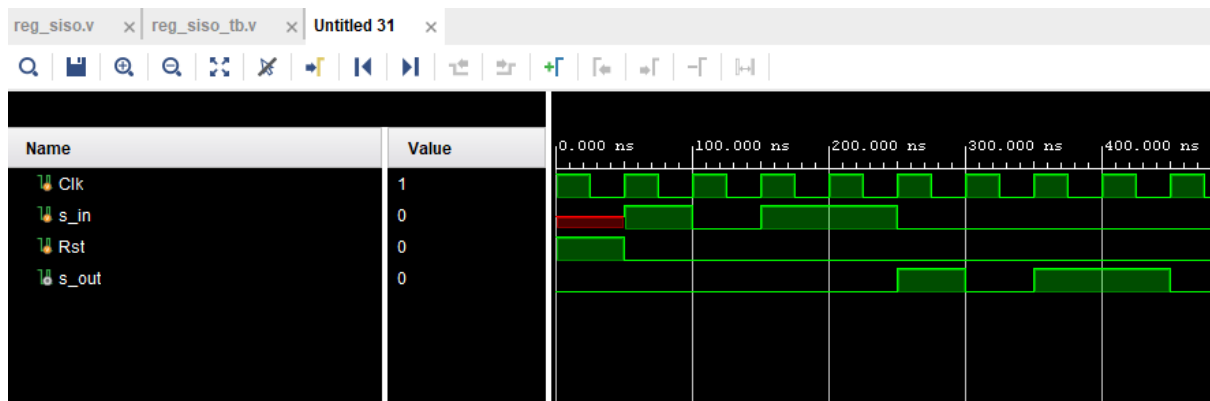 reg_siso.v × reg_siso_tb.v × Untitled 31 ×
Name Value 0.000 ns 100.000 ns 200.000 ns 300.000 ns 400.000 ns
Clk 1
s_in 0
Rst 0
s_out 0